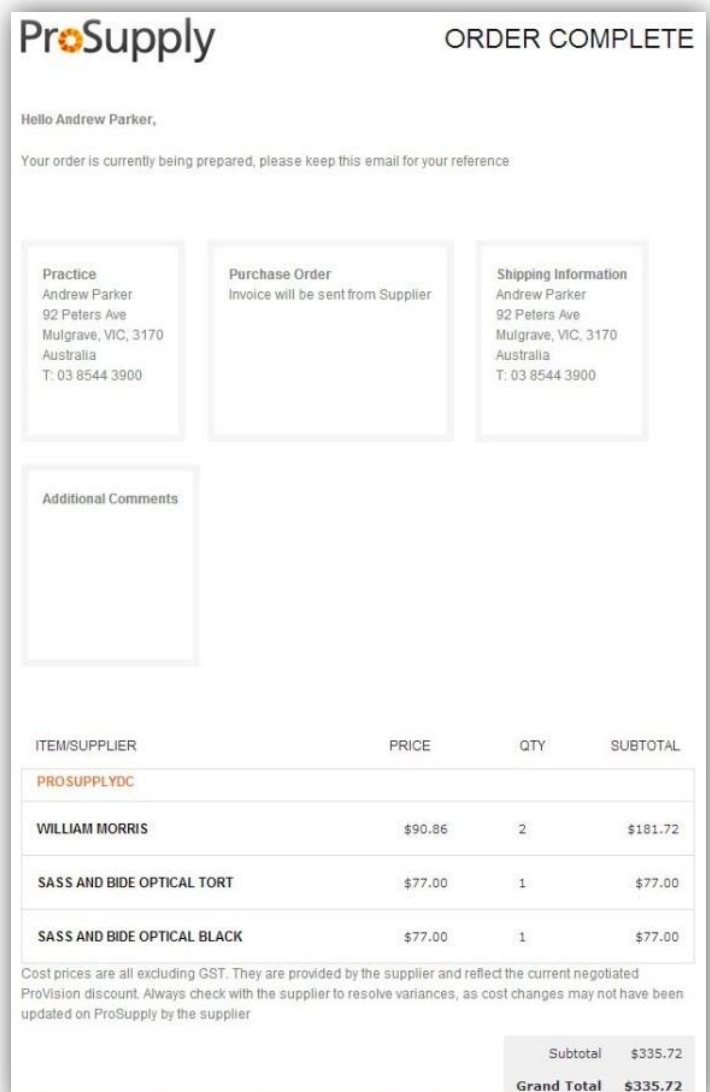 ProSupply
ORDER COMPLETE
Hello Andrew Parker,
Your order is currently being prepared, please keep this email for your reference
Practice
Andrew Parker
92 Peters Ave
Mulgrave, VIC, 3170
Australia
T: 03 8544 3900
Purchase Order
Invoice will be sent from Supplier
Shipping Information
Andrew Parker
92 Peters Ave
Mulgrave, VIC, 3170
Australia
T: 03 8544 3900
Additional Comments
ITEM/SUPPLIER PRICE QTY SUBTOTAL
PROSUPPLYDC
WILLIAM MORRIS $90.86 2 $181.72
SASS AND BIDE OPTICAL TORT $77.00 1 $77.00
SASS AND BIDE OPTICAL BLACK $77.00 1 $77.00
Cost prices are all excluding GST. They are provided by the supplier and reflect the current negotiated
ProVision discount. Always check with the supplier to resolve variances, as cost changes may not have been
updated on ProSupply by the supplier
Subtotal $335.72
Grand Total $335.72